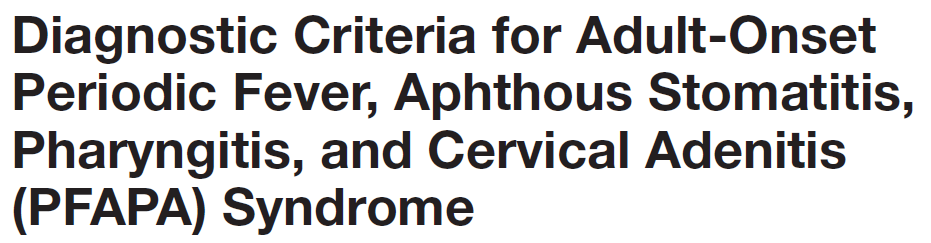 Diagnostic Criteria for Adult-Onset
Periodic Fever, Aphthous Stomatitis,
Pharyngitis, and Cervical Adenitis
(PFAPA) Syndrome